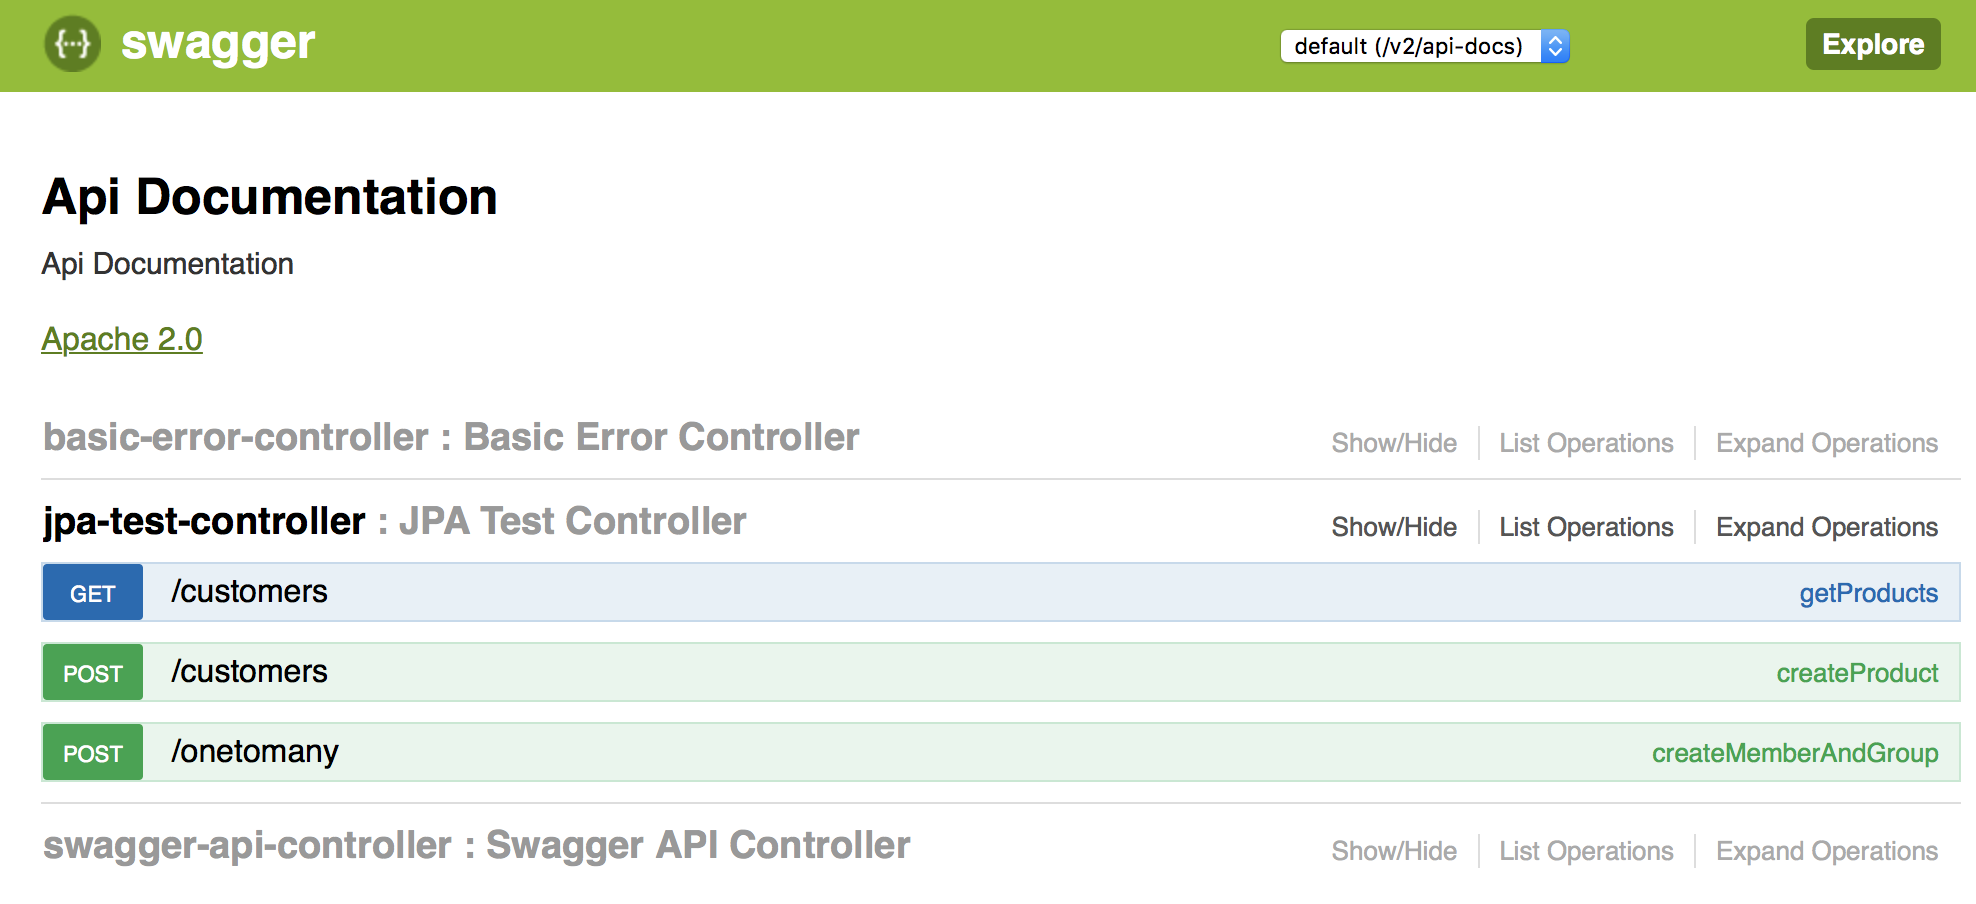 {···} swagger default (/v2/api-docs) Explore
Api Documentation
Api Documentation
Apache 2.0
basic-error-controller : Basic Error Controller Show/Hide List Operations Expand Operations
jpa-test-controller : JPA Test Controller Show/Hide List Operations Expand Operations
GET /customers getProducts
POST /customers createProduct
POST /onetomany createMemberAndGroup
swagger-api-controller : Swagger API Controller Show/Hide List Operations Expand Operations